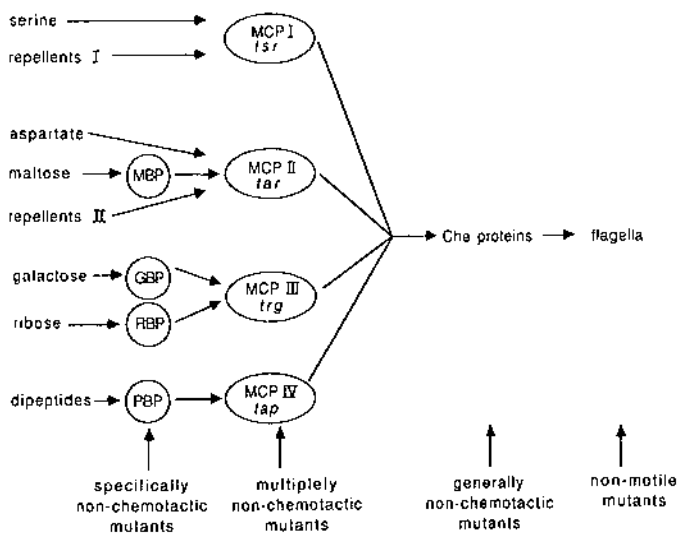 serine
MCP I
tsr
repellents I
aspartate
maltose
MBP
MCP II
tar
repellents II
Che proteins
flagella
galactose
GBP
MCP III
trg
ribose
RBP
dipeptides
PBP
MCP IV
tap
specifically
non-chemotactic
mutants
multiplely
non-chemotactic
mutants
generally
non-chemotactic
mutants
non-motile
mutants